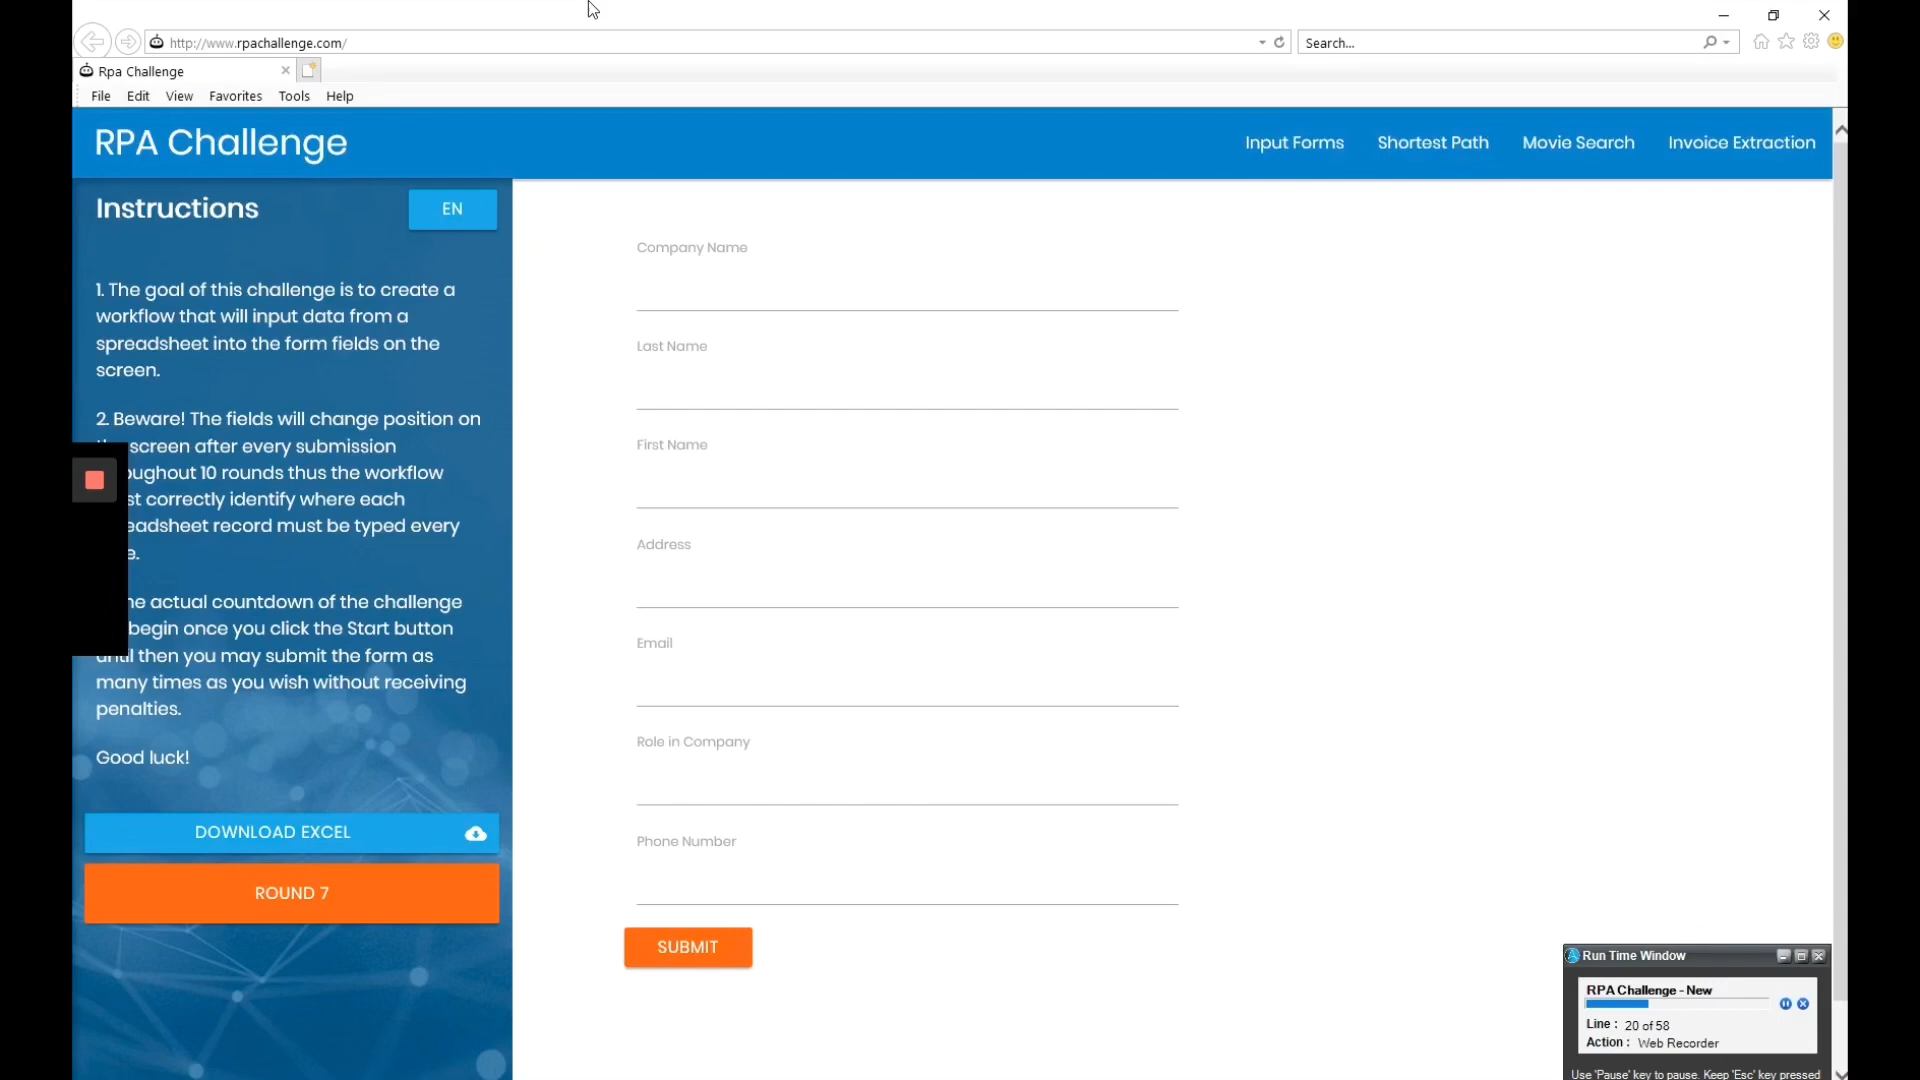 http://www.rpachallenge.com/
Search...
Rpa Challenge
File Edit View Favorites Tools Help
RPA Challenge
Input Forms Shortest Path Movie Search Invoice Extraction
Instructions
EN
1. The goal of this challenge is to create a
workflow that will input data from a
spreadsheet into the form fields on the
screen.
2. Beware! The fields will change position on
screen after every submission
oughout 10 rounds thus the workflow
st correctly identify where each
eadsheet record must be typed every
e.
he actual countdown of the challenge
begin once you click the Start button
until then you may submit the form as
many times as you wish without receiving
penalties.
Good luck!
DOWNLOAD EXCEL
ROUND 7
Company Name
Last Name
First Name
Address
Email
Role in Company
Phone Number
SUBMIT
Run Time Window
RPA Challenge - New
Line : 20 of 58
Action : Web Recorder
Use 'Pause' key to pause. Keep 'Esc' key pressed